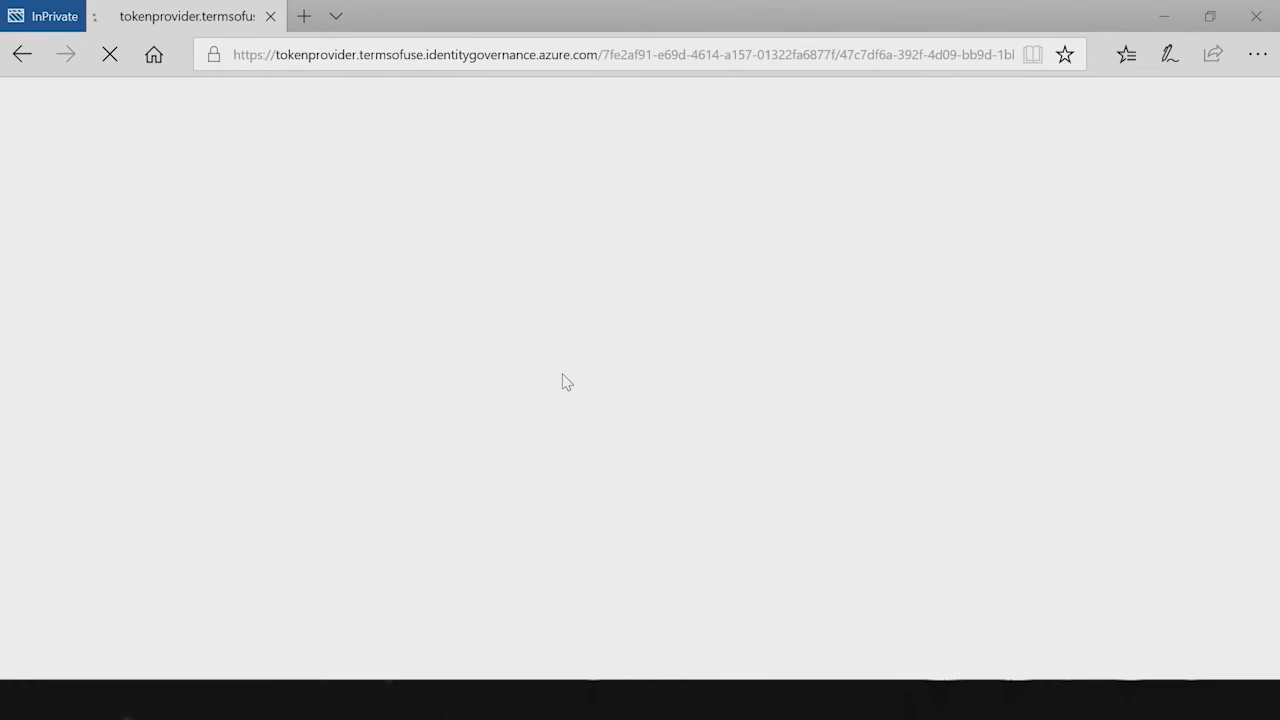 InPrivate
tokenprovider.termsofu
https://tokenprovider.termsofuse.identitygovernance.azure.com/7fe2af91-e69d-4614-a157-01322fa6877f/47c7df6a-392f-4d09-bb9d-1bl